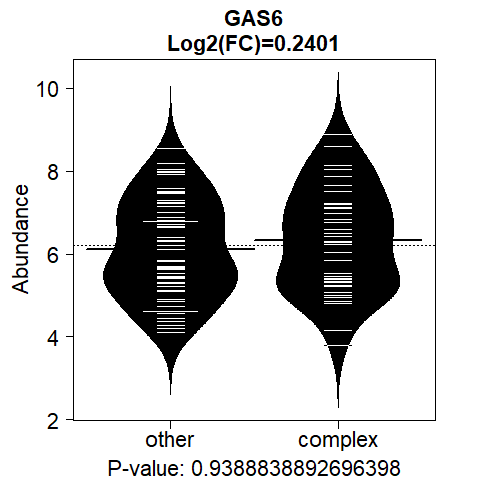 GAS6
Log2(FC)=0.2401
Abundance
10
8
6
4
2
other complex
P-value: 0.9388838892696398